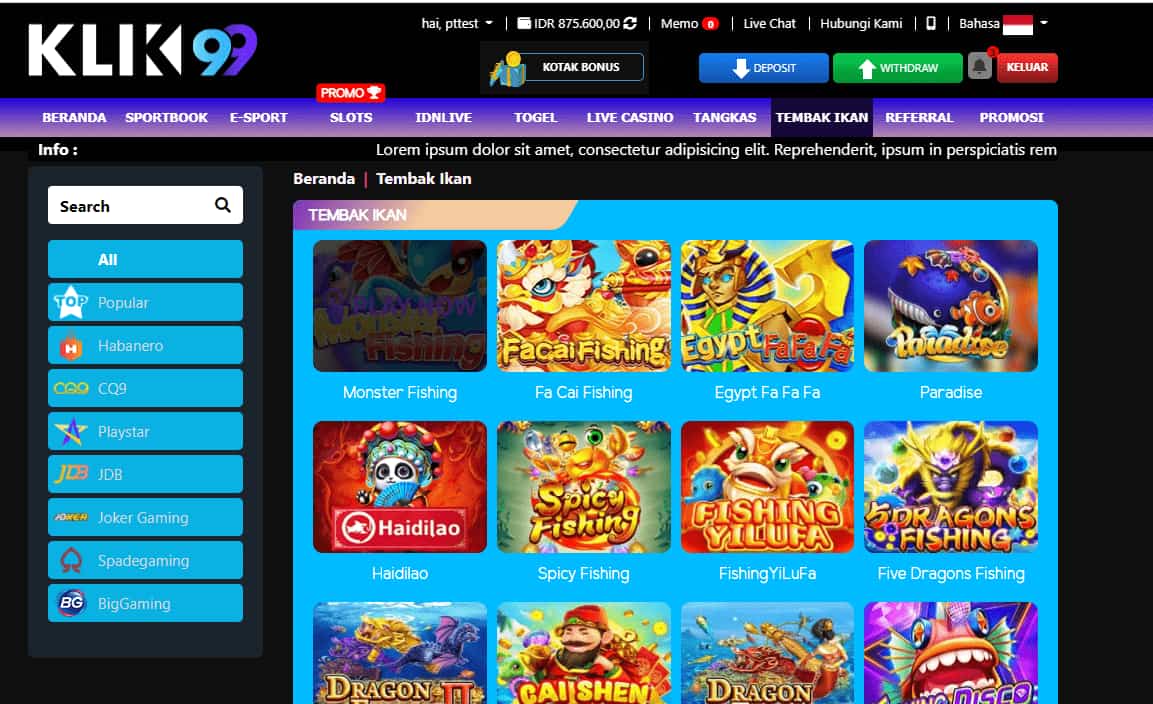 KLIK99
hai, pttest
IDR 875.600,00
Memo 0
Live Chat
Hubungi Kami
Bahasa
KOTAK BONUS
DEPOSIT
WITHDRAW
KELUAR
PROMO
BERANDA
SPORTBOOK
E-SPORT
SLOTS
IDNLIVE
TOGEL
LIVE CASINO
TANGKAS
TEMBAK IKAN
REFERRAL
PROMOSI
Info :
Lorem ipsum dolor sit amet, consectetur adipisicing elit. Reprehenderit, ipsum in perspiciatis rem
Beranda | Tembak Ikan
Search
All
TOP
Popular
Habanero
CQ9
CQ9
Playstar
JDB
JDB
JOKER
Joker Gaming
Spadegaming
BG
BigGaming
TEMBAK IKAN
PLAY NOW
Monster
Fishing
Monster Fishing
Fa Cai Fishing
Fa Cai Fishing
Egypt FaFaFa
Egypt Fa Fa Fa
Paradise
Paradise
Haidilao
Haidilao
Spicy
Fishing
Spicy Fishing
FISHING
YILUFA
FishingYiLuFa
5 DRAGONS
FISHING
Five Dragons Fishing
DRAGON
II
CAI SHEN
DRAGON
DISCO